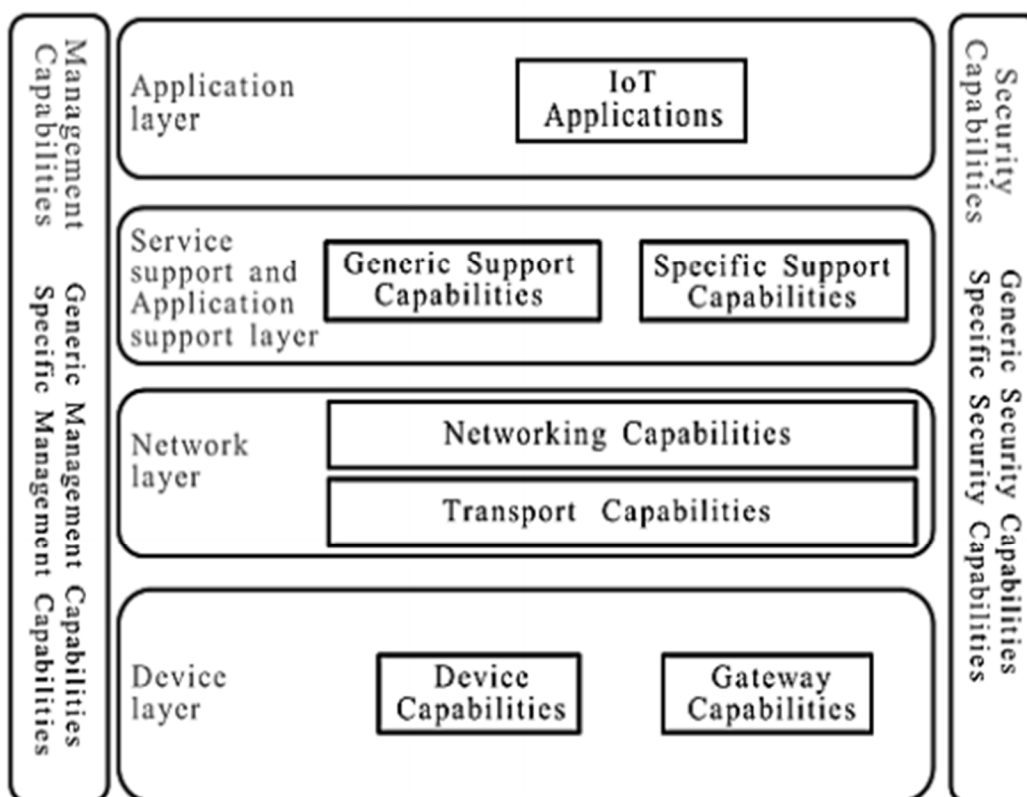 Management
Capabilities
Generic Management Capabilities
Specific Management Capabilities
Application
layer
IoT
Applications
Service
support and
Application
support layer
Generic Support
Capabilities
Specific Support
Capabilities
Network
layer
Networking Capabilities
Transport Capabilities
Device
layer
Device
Capabilities
Gateway
Capabilities
Security
Capabilities
Generic Security Capabilities
Specific Security Capabilities